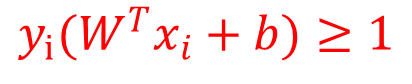 yᵢ(Wᵀxᵢ + b) ≥ 1